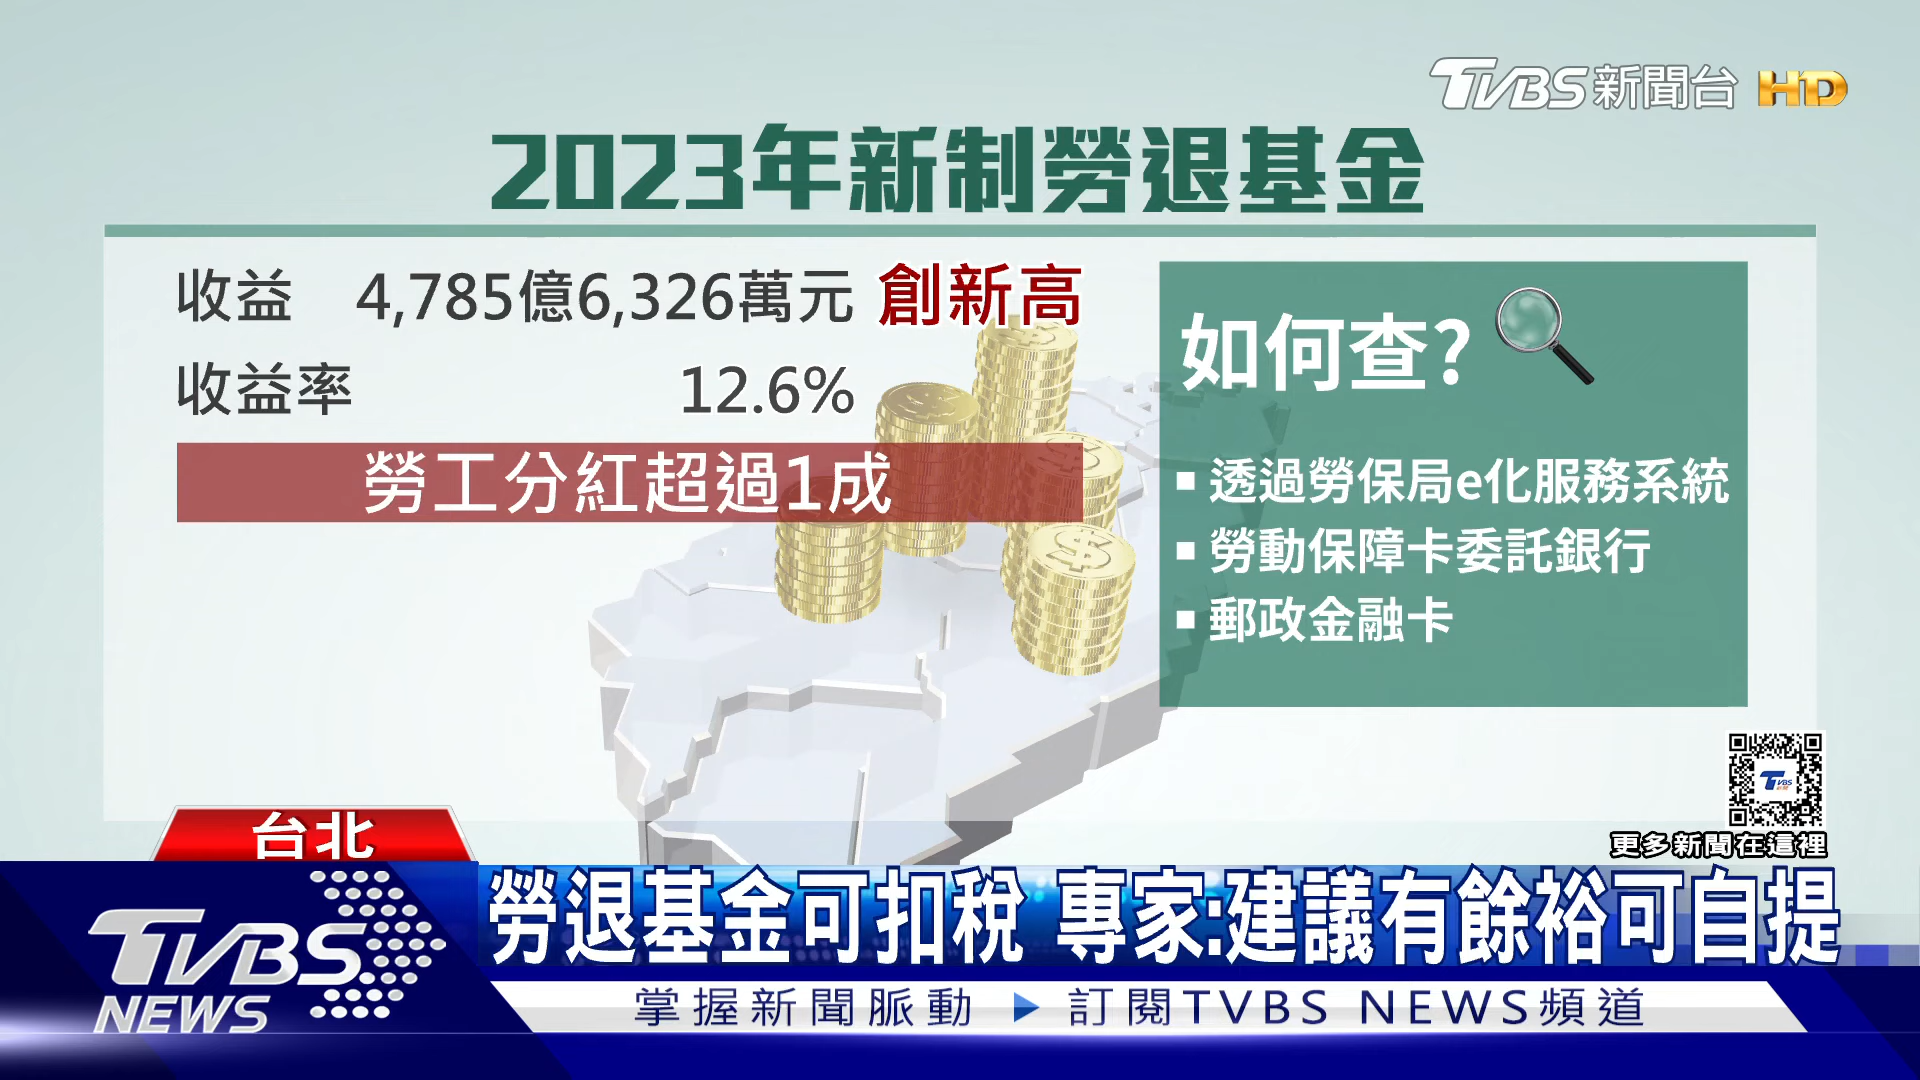 TVBS新聞台 HD
2023年新制勞退基金
收益 4,785億6,326萬元 創新高
收益率 12.6%
勞工分紅超過1成
如何查?
▪ 透過勞保局e化服務系統
▪ 勞動保障卡委託銀行
▪ 郵政金融卡
TVBS 新聞
更多新聞在這裡
台北
勞退基金可扣稅 專家:建議有餘裕可自提
TVBS NEWS
掌握新聞脈動 ▶ 訂閱TVBS NEWS頻道